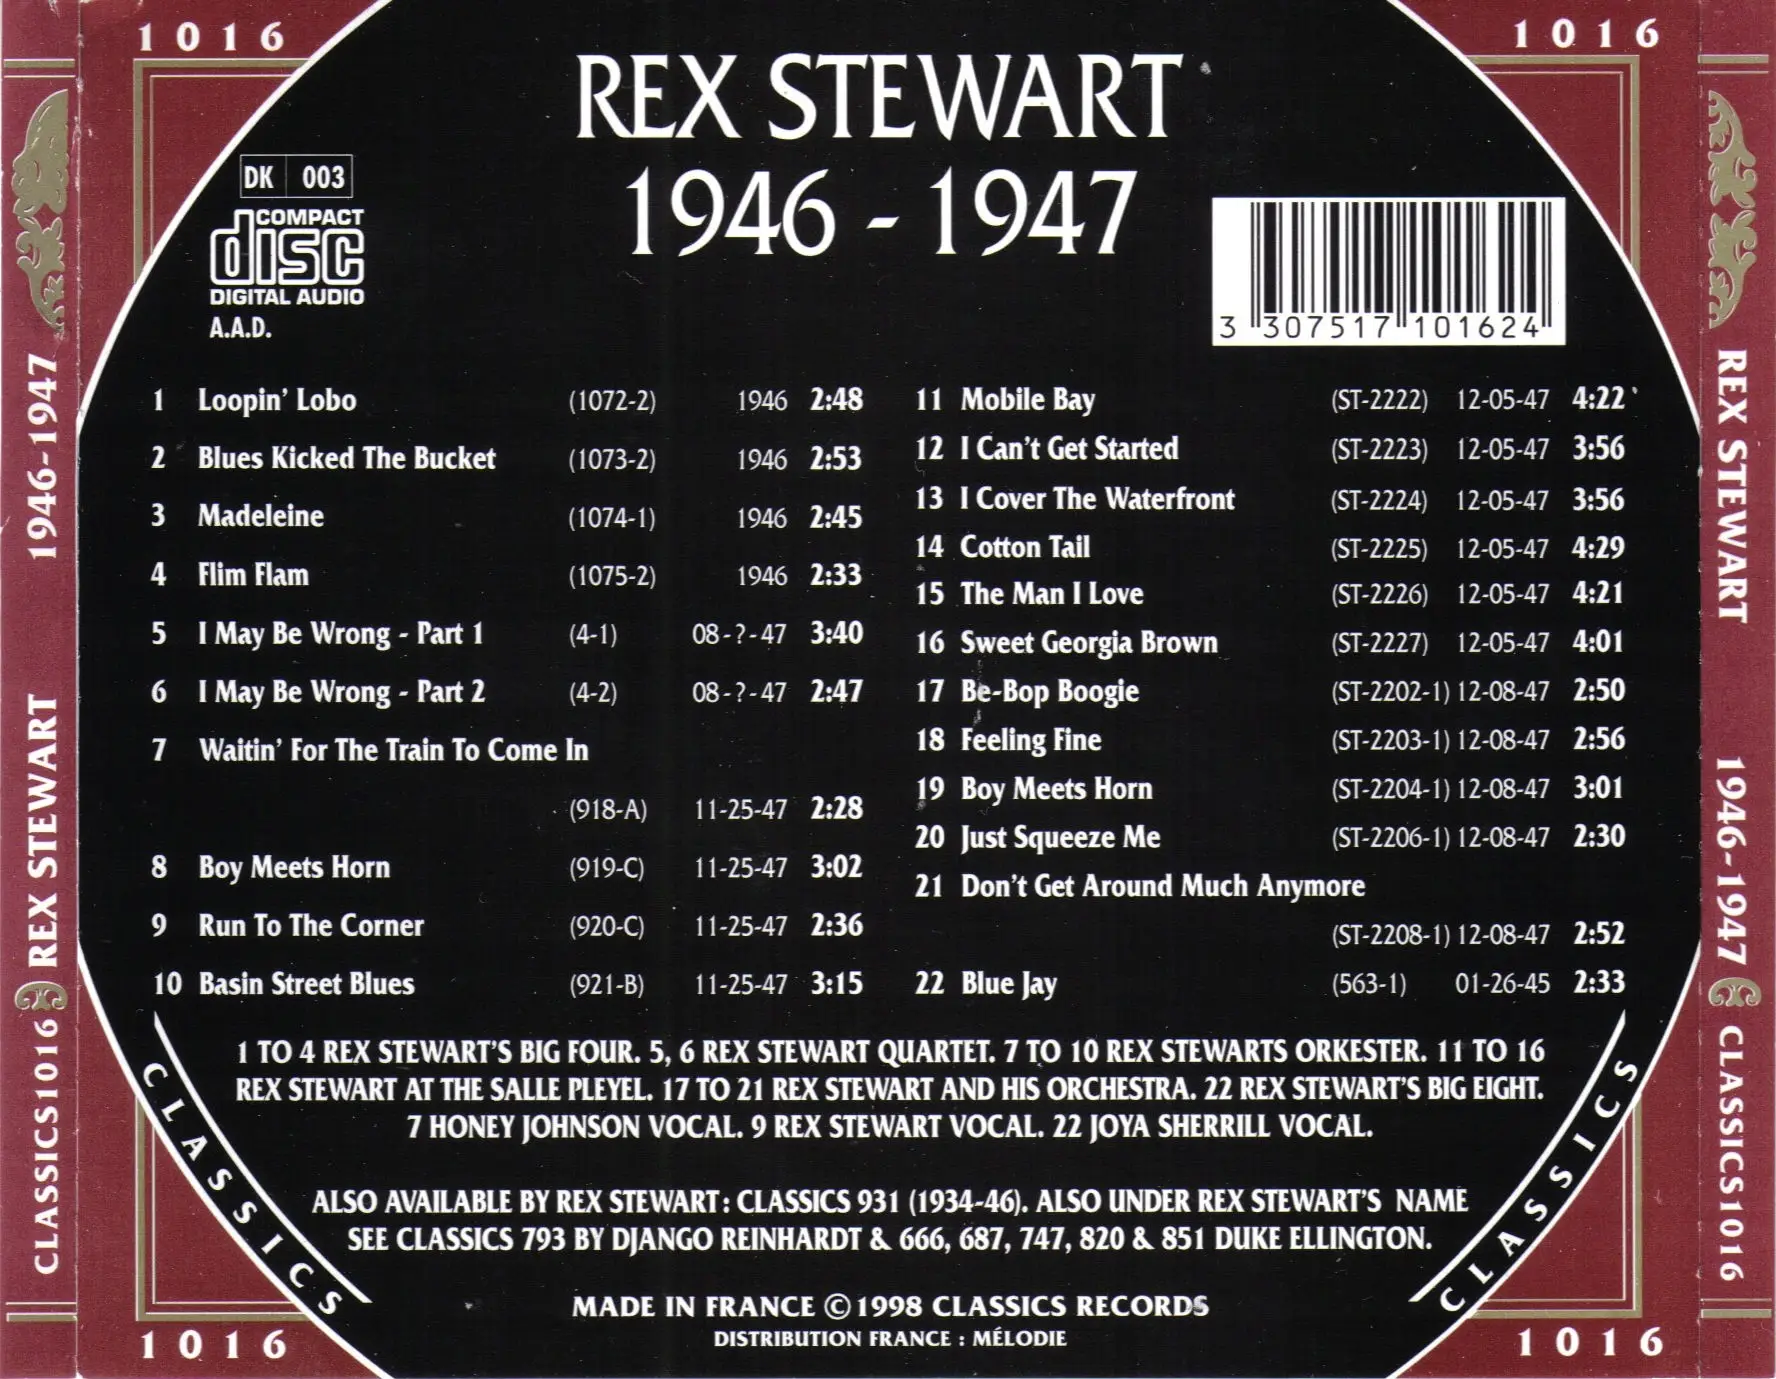 1016
1016
REX STEWART
1946 - 1947
DK 003
COMPACT
disc
DIGITAL AUDIO
A.A.D.
3 307517 101624
1 Loopin' Lobo (1072-2) 1946 2:48
2 Blues Kicked The Bucket (1073-2) 1946 2:53
3 Madeleine (1074-1) 1946 2:45
4 Flim Flam (1075-2) 1946 2:33
5 I May Be Wrong - Part 1 (4-1) 08-?-47 3:40
6 I May Be Wrong - Part 2 (4-2) 08-?-47 2:47
7 Waitin' For The Train To Come In
(918-A) 11-25-47 2:28
8 Boy Meets Horn (919-C) 11-25-47 3:02
9 Run To The Corner (920-C) 11-25-47 2:36
10 Basin Street Blues (921-B) 11-25-47 3:15
11 Mobile Bay (ST-2222) 12-05-47 4:22
12 I Can't Get Started (ST-2223) 12-05-47 3:56
13 I Cover The Waterfront (ST-2224) 12-05-47 3:56
14 Cotton Tail (ST-2225) 12-05-47 4:29
15 The Man I Love (ST-2226) 12-05-47 4:21
16 Sweet Georgia Brown (ST-2227) 12-05-47 4:01
17 Be-Bop Boogie (ST-2202-1) 12-08-47 2:50
18 Feeling Fine (ST-2203-1) 12-08-47 2:56
19 Boy Meets Horn (ST-2204-1) 12-08-47 3:01
20 Just Squeeze Me (ST-2206-1) 12-08-47 2:30
21 Don't Get Around Much Anymore
(ST-2208-1) 12-08-47 2:52
22 Blue Jay (563-1) 01-26-45 2:33
1 TO 4 REX STEWART'S BIG FOUR. 5, 6 REX STEWART QUARTET. 7 TO 10 REX STEWARTS ORKESTER. 11 TO 16
REX STEWART AT THE SALLE PLEYEL. 17 TO 21 REX STEWART AND HIS ORCHESTRA. 22 REX STEWART'S BIG EIGHT.
7 HONEY JOHNSON VOCAL. 9 REX STEWART VOCAL. 22 JOYA SHERRILL VOCAL.
ALSO AVAILABLE BY REX STEWART: CLASSICS 931 (1934-46). ALSO UNDER REX STEWART'S NAME
SEE CLASSICS 793 BY DJANGO REINHARDT & 666, 687, 747, 820 & 851 DUKE ELLINGTON.
MADE IN FRANCE © 1998 CLASSICS RECORDS
DISTRIBUTION FRANCE : MÉLODIE
CLASSICS
CLASSICS
1016
1016
CLASSICS1016 REX STEWART 1946-1947
REX STEWART 1946-1947 CLASSICS1016